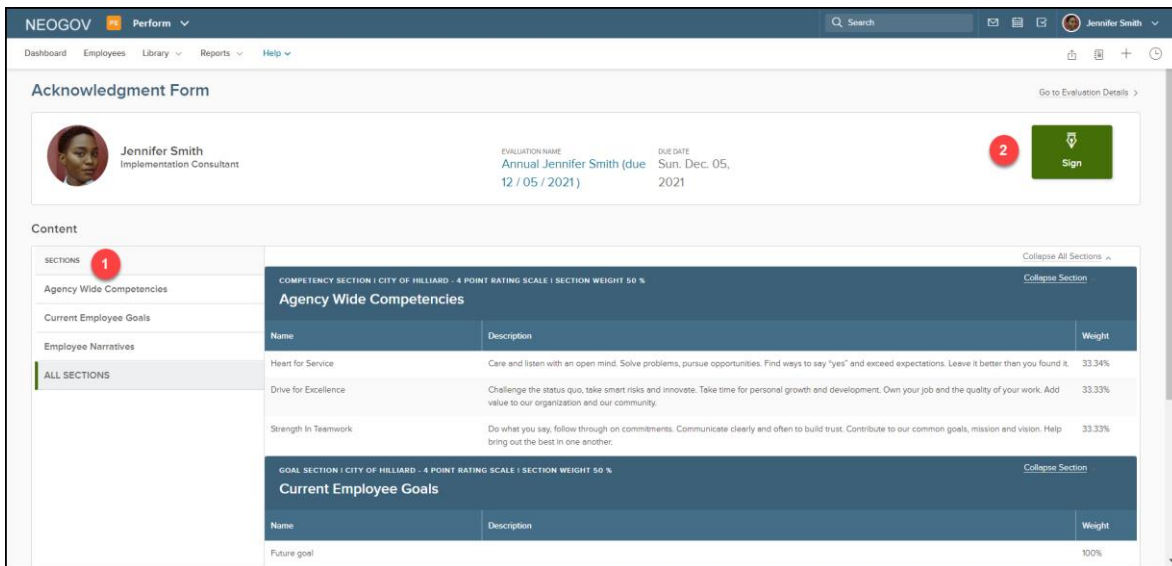 NEOGOV PE Perform
Search
Jennifer Smith
Dashboard Employees Library Reports Help
Acknowledgment Form
Go to Evaluation Details
Jennifer Smith
Implementation Consultant
EVALUATION NAME
Annual Jennifer Smith (due
12 / 05 / 2021 )
DUE DATE
Sun. Dec. 05,
2021
2
Sign
Content
SECTIONS
1
Agency Wide Competencies
Current Employee Goals
Employee Narratives
ALL SECTIONS
Collapse All Sections
COMPETENCY SECTION | CITY OF HILLIARD - 4 POINT RATING SCALE | SECTION WEIGHT 50 %
Collapse Section
Agency Wide Competencies
Name Description Weight
Heart for Service Care and listen with an open mind. Solve problems, pursue opportunities. Find ways to say "yes" and exceed expectations. Leave it better than you found it. 33.34%
Drive for Excellence Challenge the status quo, take smart risks and innovate. Take time for personal growth and development. Own your job and the quality of your work. Add 33.33%
value to our organization and our community.
Strength In Teamwork Do what you say, follow through on commitments. Communicate clearly and often to build trust. Contribute to our common goals, mission and vision. Help 33.33%
bring out the best in one another.
GOAL SECTION | CITY OF HILLIARD - 4 POINT RATING SCALE | SECTION WEIGHT 50 %
Collapse Section
Current Employee Goals
Name Description Weight
Future goal 100%